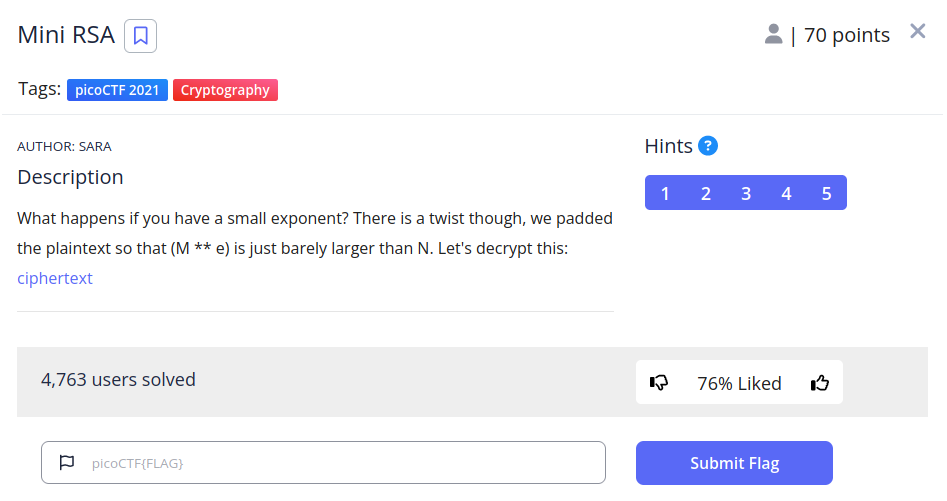 Mini RSA
| 70 points
Tags: picoCTF 2021 Cryptography
AUTHOR: SARA
Description
What happens if you have a small exponent? There is a twist though, we padded
the plaintext so that (M ** e) is just barely larger than N. Let's decrypt this:
ciphertext
Hints ?
1 2 3 4 5
4,763 users solved
76% Liked
picoCTF{FLAG}
Submit Flag